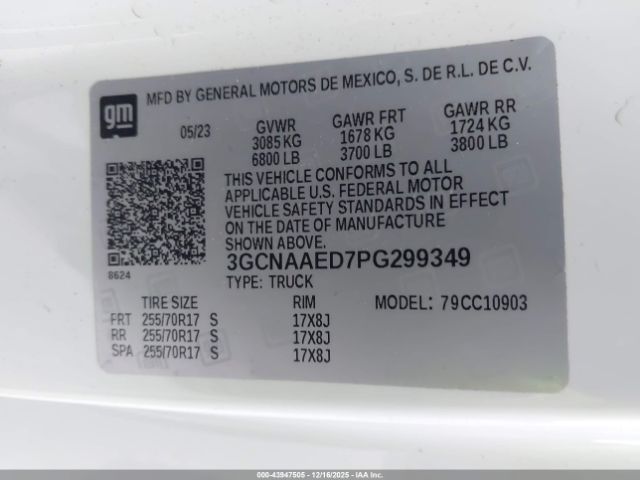 gm
MFD BY GENERAL MOTORS DE MEXICO, S. DE R.L. DE C.V.
05/23 GVWR GAWR FRT GAWR RR
3085 KG 1678 KG 1724 KG
6800 LB 3700 LB 3800 LB
THIS VEHICLE CONFORMS TO ALL
APPLICABLE U.S. FEDERAL MOTOR
VEHICLE SAFETY STANDARDS IN EFFECT
ON THE DATE OF MANUFACTURE
SHOWN ABOVE.
3GCNAAED7PG299349
8624
TYPE: TRUCK
TIRE SIZE RIM MODEL: 79CC10903
FRT 255/70R17 S 17X8J
RR 255/70R17 S 17X8J
SPA 255/70R17 S 17X8J
000-43947505 - 12/16/2025 - IAAI.COM